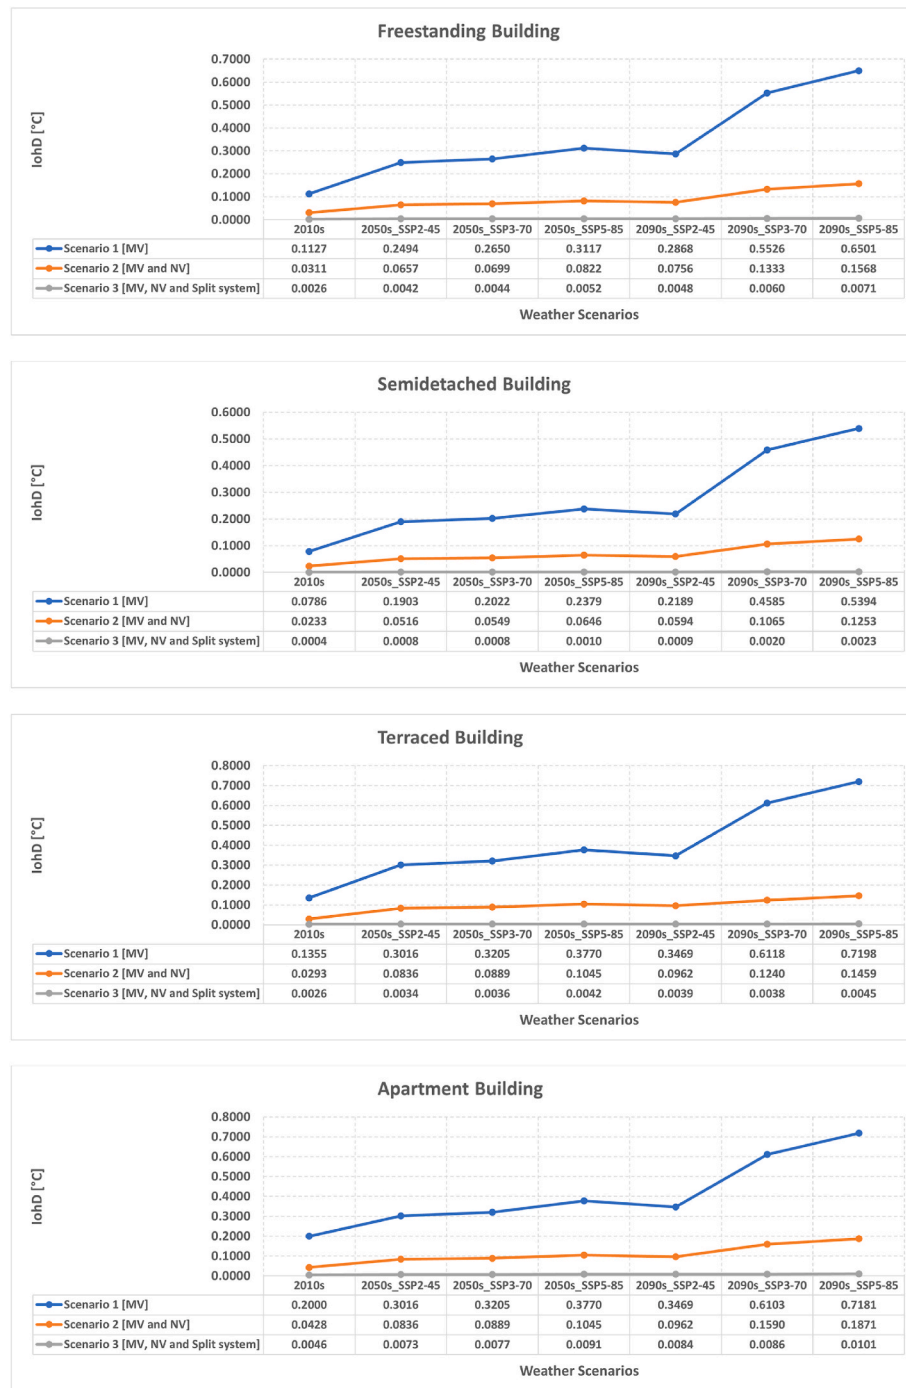 Freestanding Building
IohD [°C]
0.7000
0.6000
0.5000
0.4000
0.3000
0.2000
0.1000
0.0000
2010s 2050s_SSP2-45 2050s_SSP3-70 2050s_SSP5-85 2090s_SSP2-45 2090s_SSP3-70 2090s_SSP5-85
Scenario 1 [MV] 0.1127 0.2494 0.2650 0.3117 0.2868 0.5526 0.6501
Scenario 2 [MV and NV] 0.0311 0.0657 0.0699 0.0822 0.0756 0.1333 0.1568
Scenario 3 [MV, NV and Split system] 0.0026 0.0042 0.0044 0.0052 0.0048 0.0060 0.0071
Weather Scenarios
Semidetached Building
IohD [°C]
0.6000
0.5000
0.4000
0.3000
0.2000
0.1000
0.0000
2010s 2050s_SSP2-45 2050s_SSP3-70 2050s_SSP5-85 2090s_SSP2-45 2090s_SSP3-70 2090s_SSP5-85
Scenario 1 [MV] 0.0786 0.1903 0.2022 0.2379 0.2189 0.4585 0.5394
Scenario 2 [MV and NV] 0.0233 0.0516 0.0549 0.0646 0.0594 0.1065 0.1253
Scenario 3 [MV, NV and Split system] 0.0004 0.0008 0.0008 0.0010 0.0009 0.0020 0.0023
Weather Scenarios
Terraced Building
IohD [°C]
0.8000
0.7000
0.6000
0.5000
0.4000
0.3000
0.2000
0.1000
0.0000
2010s 2050s_SSP2-45 2050s_SSP3-70 2050s_SSP5-85 2090s_SSP2-45 2090s_SSP3-70 2090s_SSP5-85
Scenario 1 [MV] 0.1355 0.3016 0.3205 0.3770 0.3469 0.6118 0.7198
Scenario 2 [MV and NV] 0.0293 0.0836 0.0889 0.1045 0.0962 0.1240 0.1459
Scenario 3 [MV, NV and Split system] 0.0026 0.0034 0.0036 0.0042 0.0039 0.0038 0.0045
Weather Scenarios
Apartment Building
IohD [°C]
0.8000
0.7000
0.6000
0.5000
0.4000
0.3000
0.2000
0.1000
0.0000
2010s 2050s_SSP2-45 2050s_SSP3-70 2050s_SSP5-85 2090s_SSP2-45 2090s_SSP3-70 2090s_SSP5-85
Scenario 1 [MV] 0.2000 0.3016 0.3205 0.3770 0.3469 0.6103 0.7181
Scenario 2 [MV and NV] 0.0428 0.0836 0.0889 0.1045 0.0962 0.1590 0.1871
Scenario 3 [MV, NV and Split system] 0.0046 0.0073 0.0077 0.0091 0.0084 0.0086 0.0101
Weather Scenarios